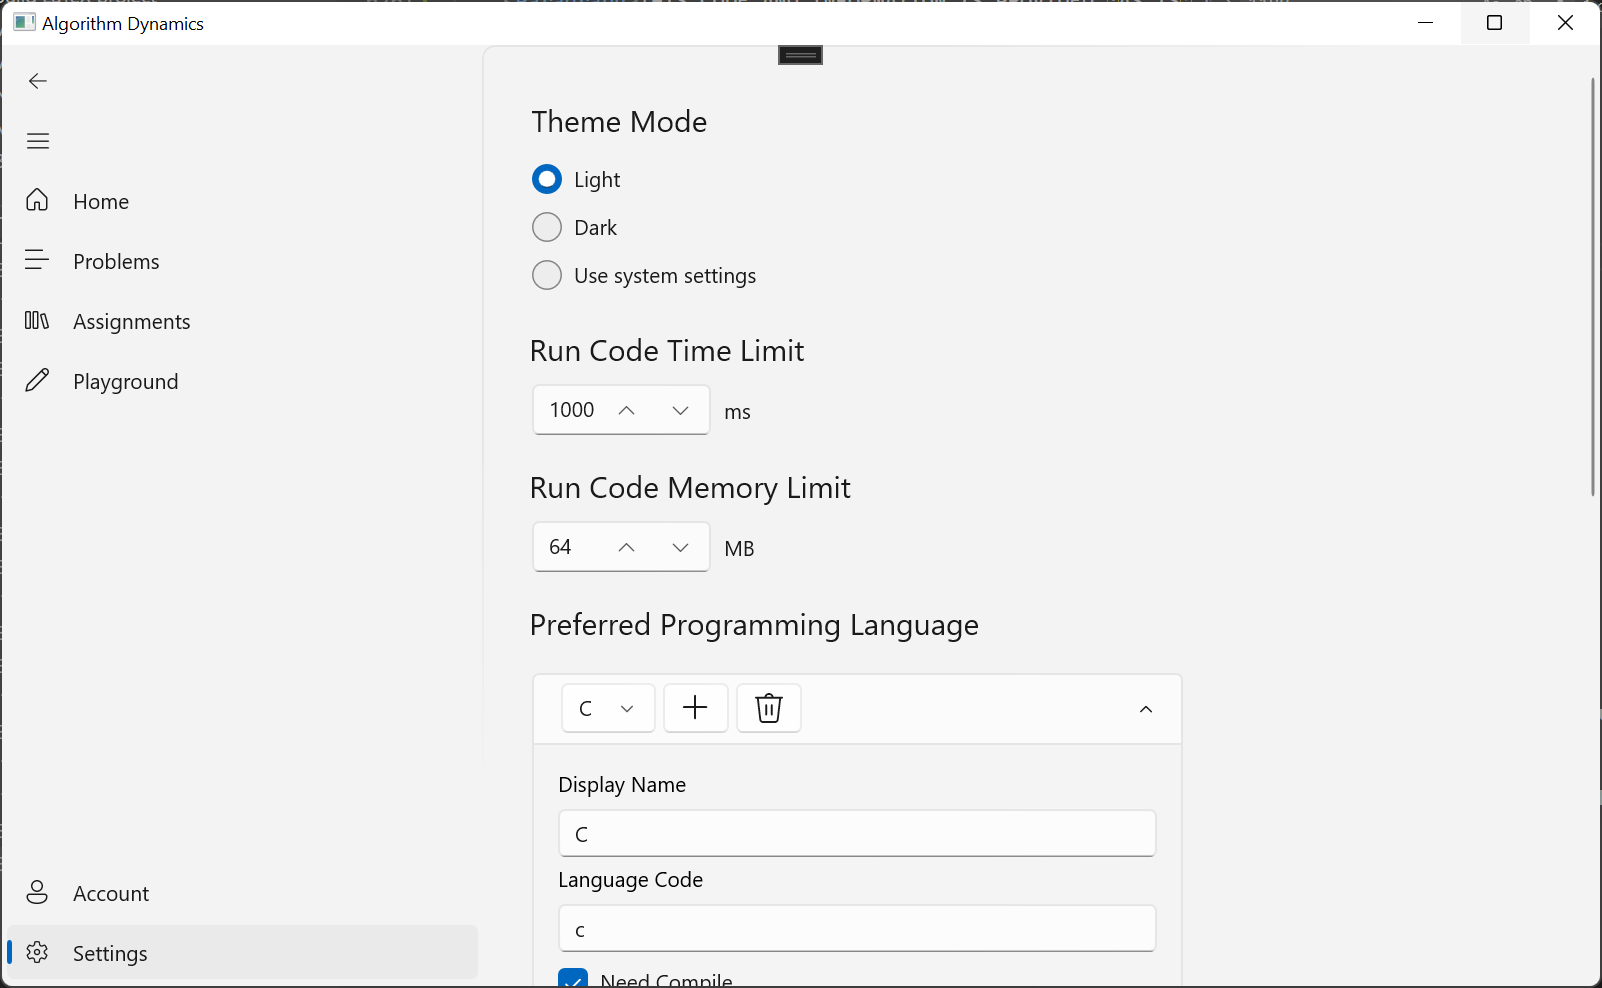 Algorithm Dynamics
Home
Problems
Assignments
Playground
Account
Settings
Theme Mode
Light
Dark
Use system settings
Run Code Time Limit
1000
ms
Run Code Memory Limit
64
MB
Preferred Programming Language
C
Display Name
C
Language Code
c
Need Compile